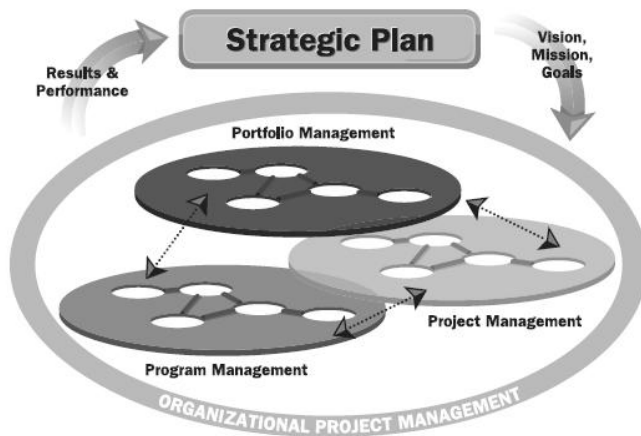 Strategic Plan
Results &
Performance
Vision,
Mission,
Goals
Portfolio Management
Project Management
Program Management
ORGANIZATIONAL PROJECT MANAGEMENT